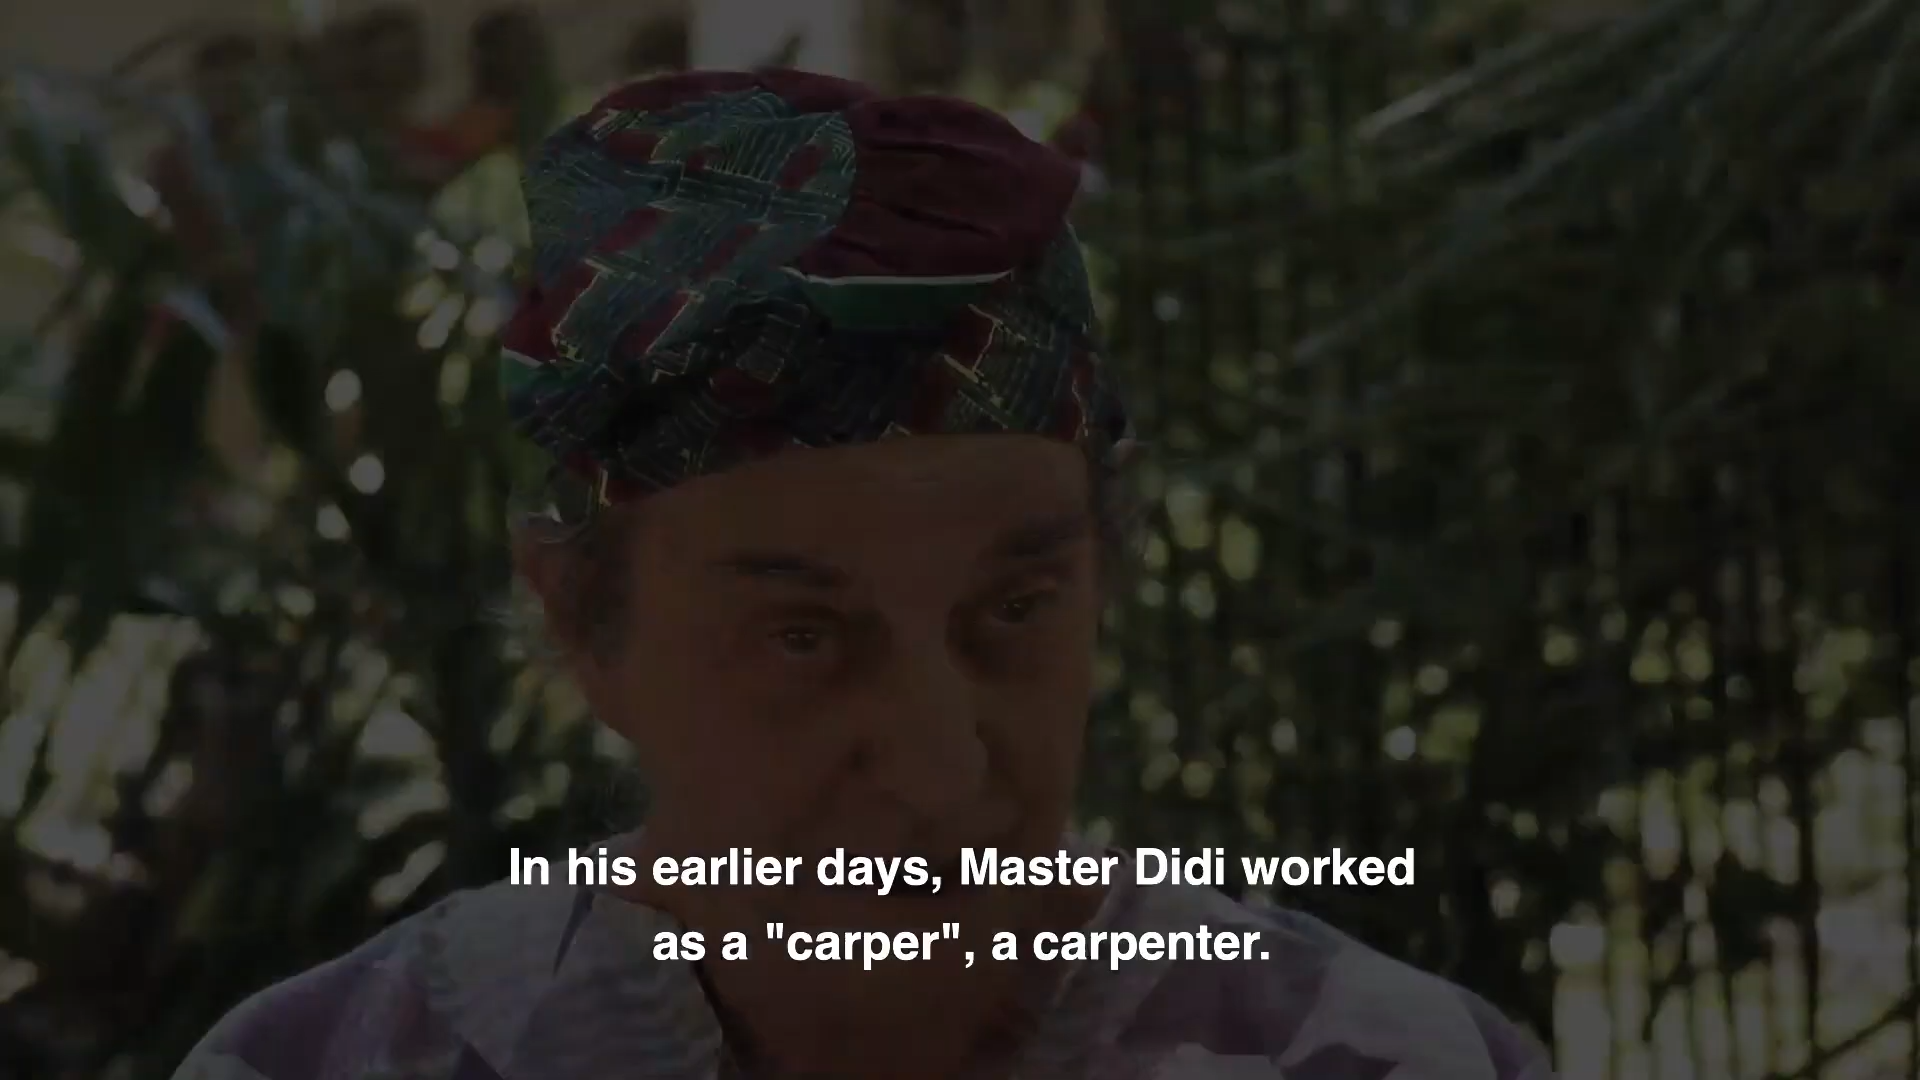 In his earlier days, Master Didi worked
as a "carper", a carpenter.